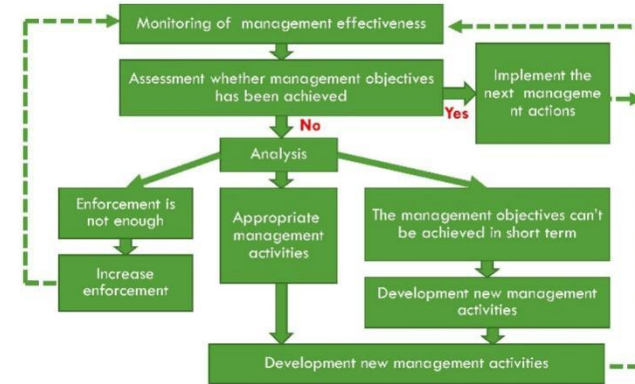 Monitoring of management effectiveness
Assessment whether management objectives
has been achieved
Implement the
next manageme
nt actions
Yes
No
Analysis
Enforcement is
not enough
Appropriate
management
activities
The management objectives can't
be achieved in short term
Increase
enforcement
Development new management
activities
Development new management activities